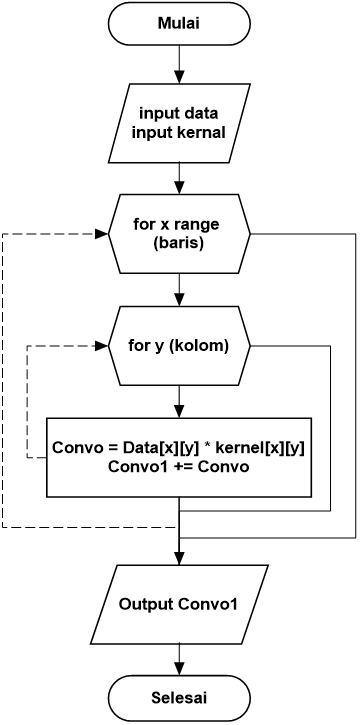 Mulai
input data
input kernal
for x range
(baris)
for y (kolom)
Convo = Data[x][y] * kernel[x][y]
Convo1 += Convo
Output Convo1
Selesai